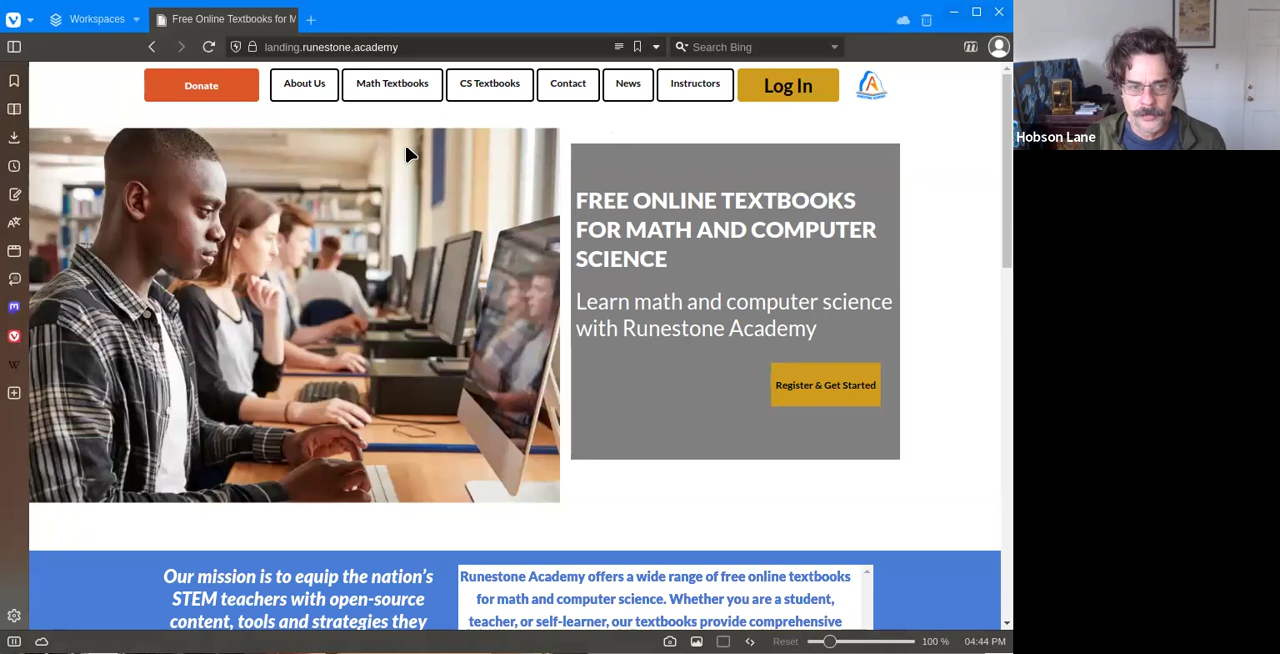 Workspaces
Free Online Textbooks for M
landing.runestone.academy
Search Bing
Donate
About Us
Math Textbooks
CS Textbooks
Contact
News
Instructors
Log In
FREE ONLINE TEXTBOOKS
FOR MATH AND COMPUTER
SCIENCE
Learn math and computer science
with Runestone Academy
Register & Get Started
Our mission is to equip the nation's
STEM teachers with open-source
content, tools and strategies they
Runestone Academy offers a wide range of free online textbooks
for math and computer science. Whether you are a student,
teacher, or self-learner, our textbooks provide comprehensive
Reset
100 %
04:44 PM
Hobson Lane